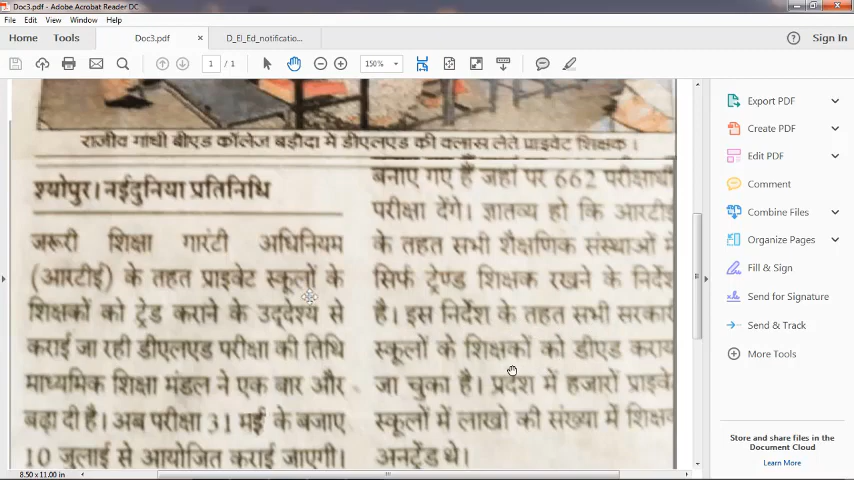 Doc3.pdf - Adobe Acrobat Reader DC
File Edit View Window Help
Home Tools Doc3.pdf × D_El_Ed_notificatio... Sign In
1 / 1 150%
राजीव गांधी बीएड कॉलेज बड़ौदा में डीएलएड की क्लास लेते प्राइवेट शिक्षक।
श्योपुर। नईदुनिया प्रतिनिधि
जरूरी शिक्षा गारंटी अधिनियम
(आरटीई) के तहत प्राइवेट स्कूलों के
शिक्षकों को ट्रेड कराने के उद्देश्य से
कराई जा रही डीएलएड परीक्षा की तिथि
माध्यमिक शिक्षा मंडल ने एक बार और
बढ़ा दी है। अब परीक्षा 31 मई के बजाए
10 जुलाई से आयोजित कराई जाएगी।
बनाए गए हैं जहां पर 662 परीक्षार्थी
परीक्षा देंगे। ज्ञातव्य हो कि आरटीई
के तहत सभी शैक्षणिक संस्थाओं में
सिर्फ ट्रेण्ड शिक्षक रखने के निर्देश
है। इस निर्देश के तहत सभी सरकारी
स्कूलों के शिक्षकों को डीएड कराया
जा चुका है। प्रदेश में हजारों प्राइवेट
स्कूलों में लाखो की संख्या में शिक्षक
अनट्रेंड थे।
Export PDF
Create PDF
Edit PDF
Comment
Combine Files
Organize Pages
Fill & Sign
Send for Signature
Send & Track
More Tools
Store and share files in the
Document Cloud
Learn More
8.50 x 11.00 in